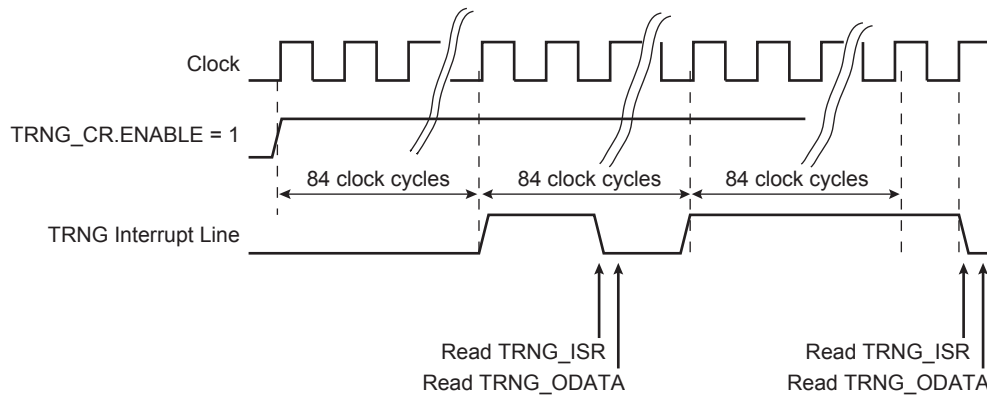 Clock
TRNG_CR.ENABLE = 1
84 clock cycles
84 clock cycles
84 clock cycles
TRNG Interrupt Line
Read TRNG_ISR
Read TRNG_ISR
Read TRNG_ODATA
Read TRNG_ODATA